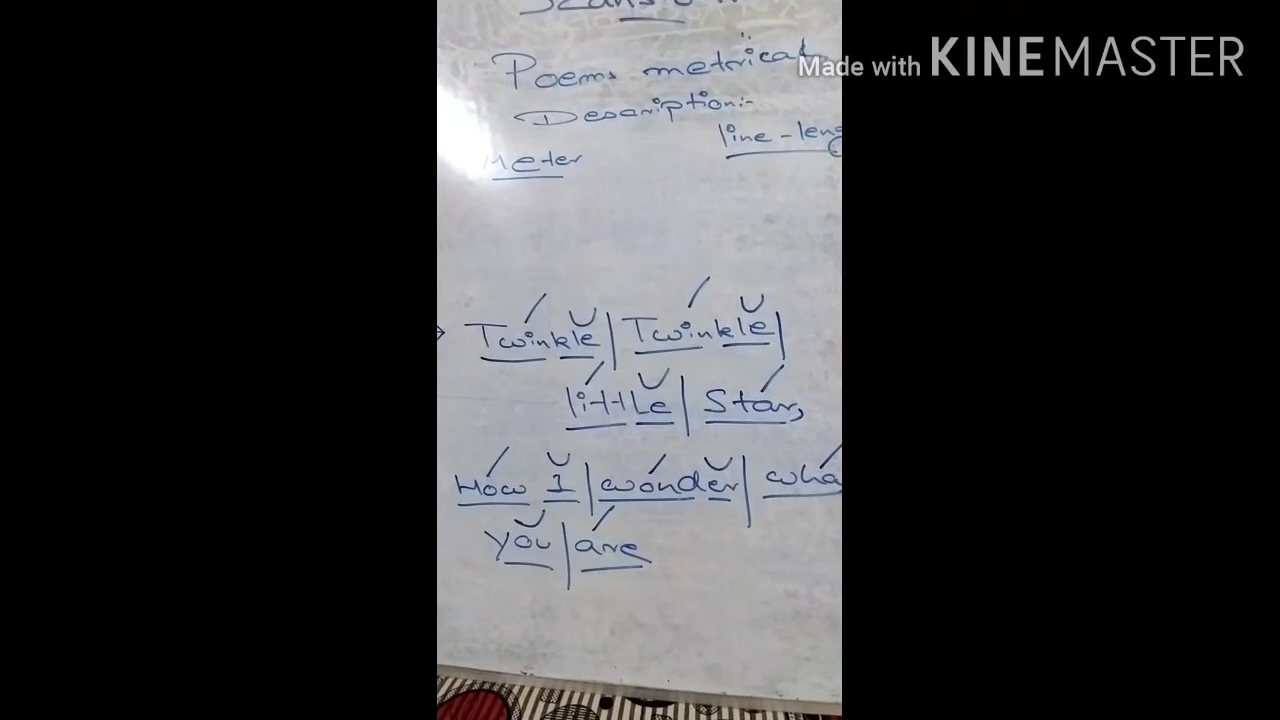 Made with KINEMASTER
Poems metrical
Description:-
Meter line-leng
Twinkle | Twinkle |
little | Star,
How I | wonder | wha
you | are